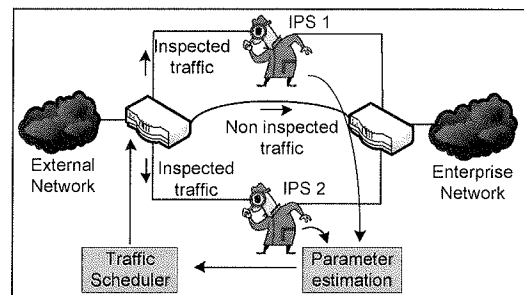 IPS 1
Inspected
traffic
Non inspected
traffic
External
Network
Enterprise
Network
Inspected
traffic
IPS 2
Traffic
Scheduler
Parameter
estimation